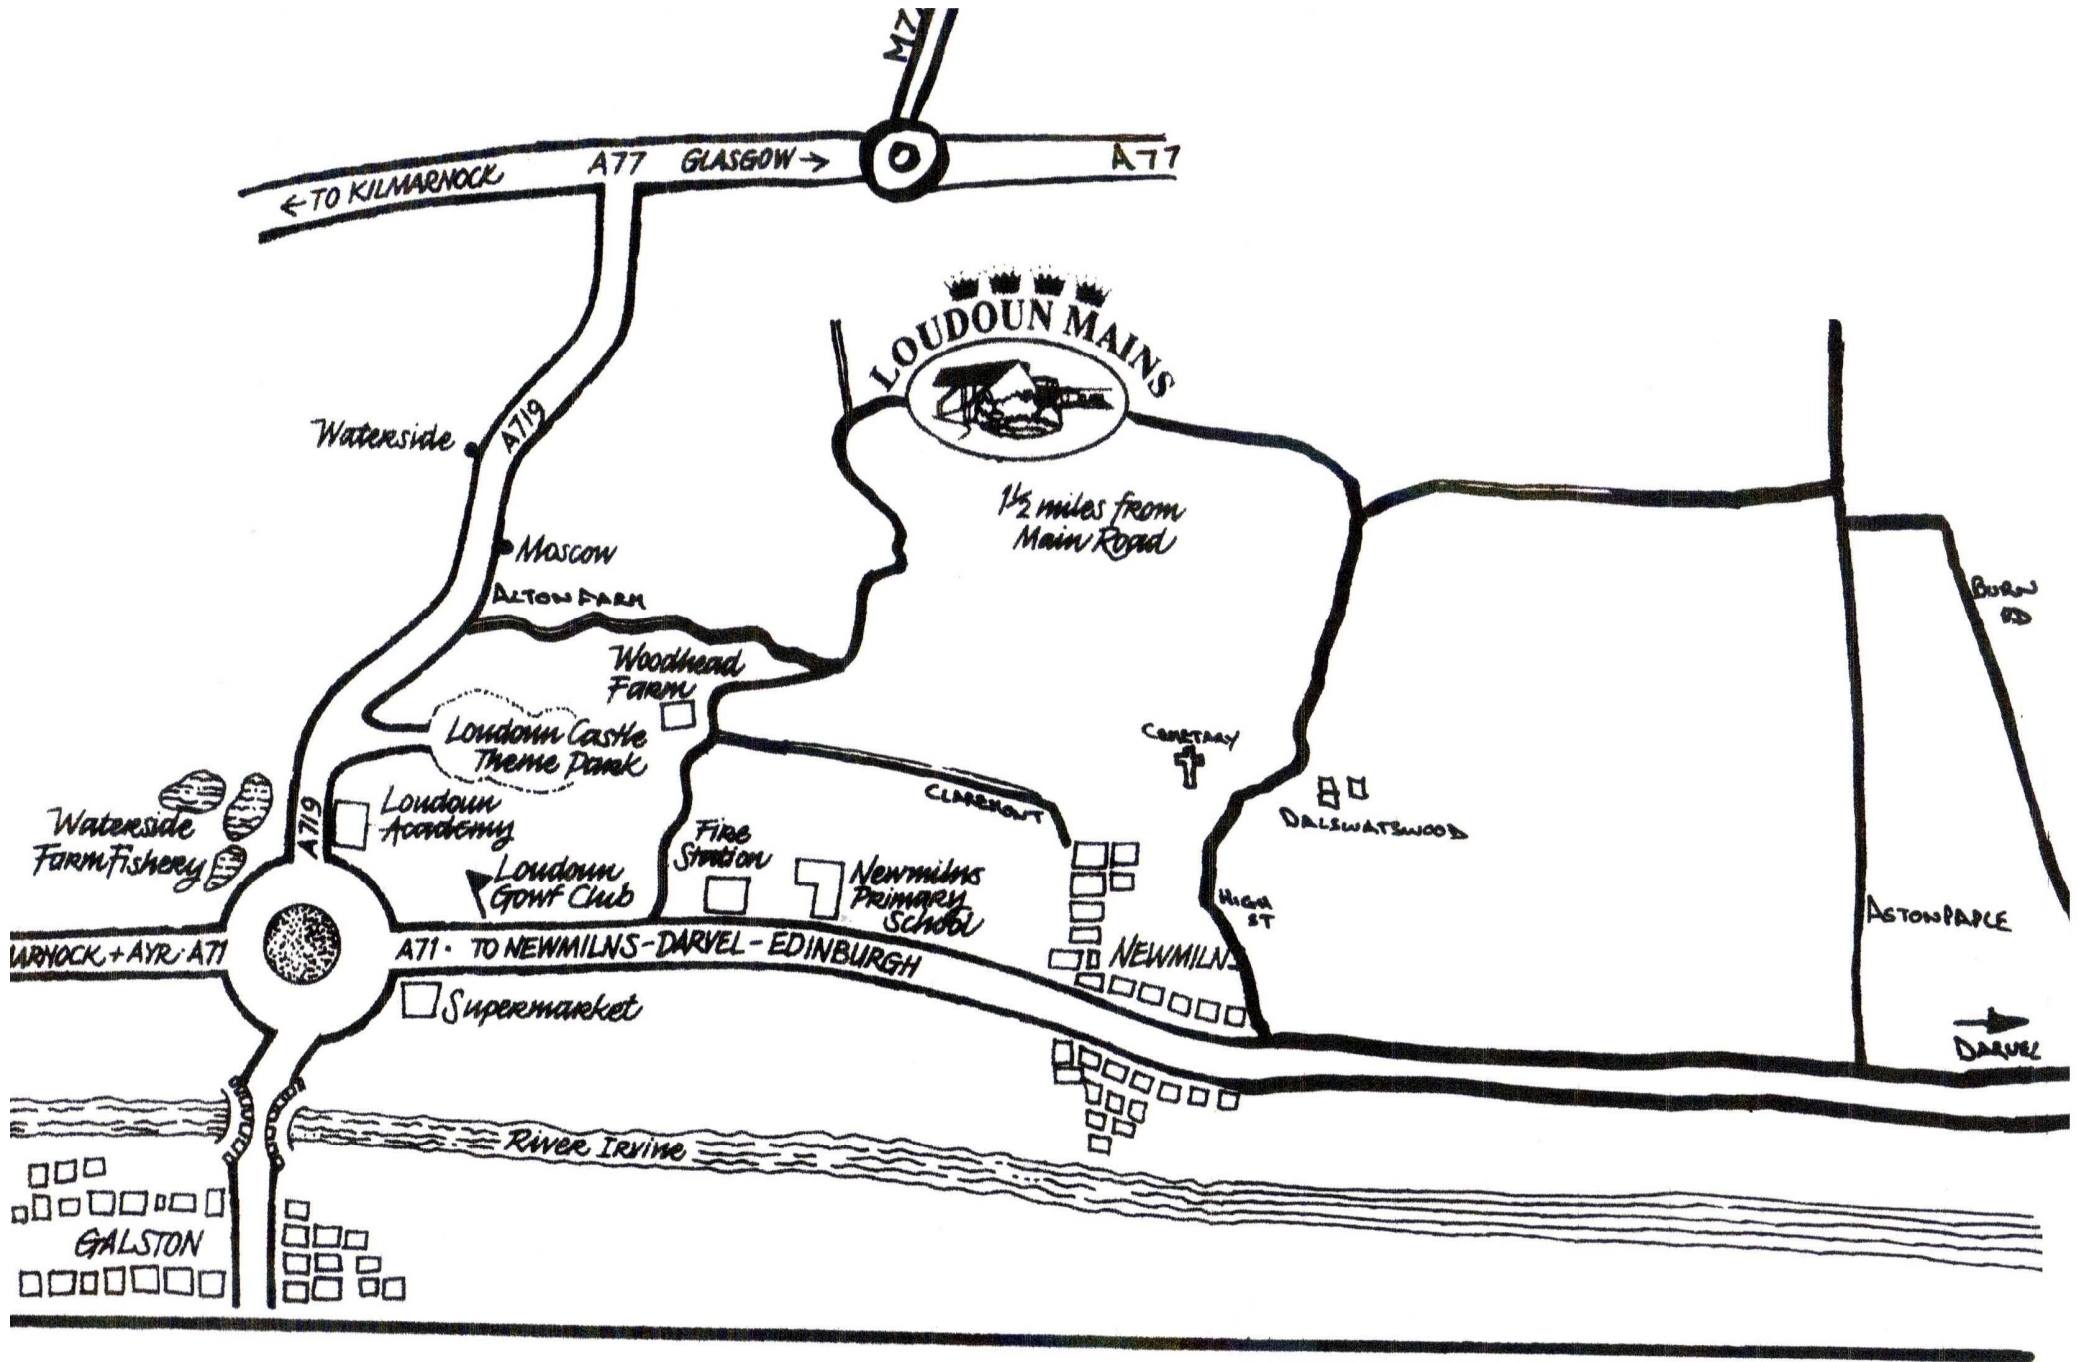 M77
← TO KILMARNOCK
A77
GLASGOW →
A77
LOUDOUN MAINS
A719
Waterside
1½ miles from
Main Road
Moscow
ALTON FARM
BURN
RD
Woodhead
Farm
Loudoun Castle
Theme Park
CEMETARY
CLAREMONT
DALSWATSWOOD
A719
Loudoun
Academy
Waterside
Farm Fishery
Fire
Station
Loudoun
Gowf Club
Newmilns
Primary
School
HIGH
ST
NEWMILNS
ARNOCK + AYR · A71
A71 · TO NEWMILNS - DARVEL - EDINBURGH
Supermarket
→
DARVEL
River Irvine
GALSTON